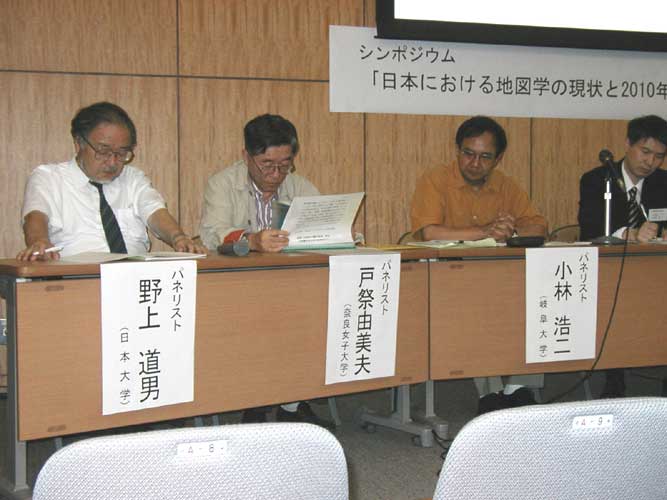 シンポジウム
「日本における地図学の現状と2010年
パネリスト
野上 道男
(日本大学)
パネリスト
戸祭由美夫
(奈良女子大学)
パネリスト
小林 浩二
(岐阜大学)
A-8
A-9